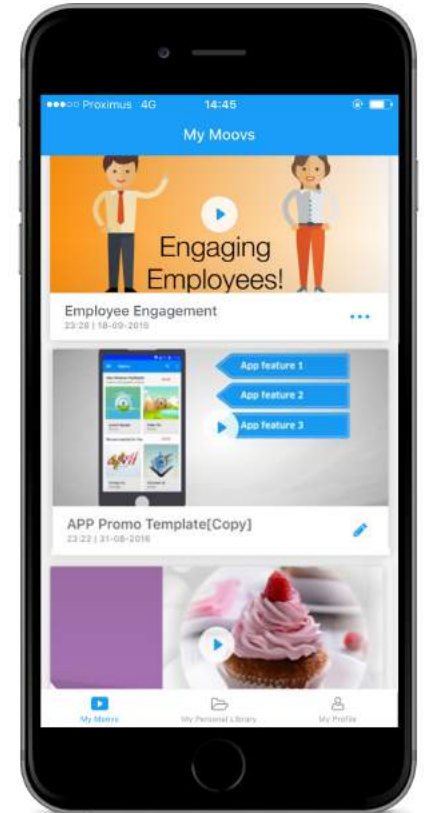 Proximus 4G 14:45
My Moovs
Engaging
Employees!
Employee Engagement
23:28 | 18-09-2016
App feature 1
App feature 2
App feature 3
APP Promo Template[Copy]
23:22 | 31-08-2016
My Moovs My Personal Library My Profile